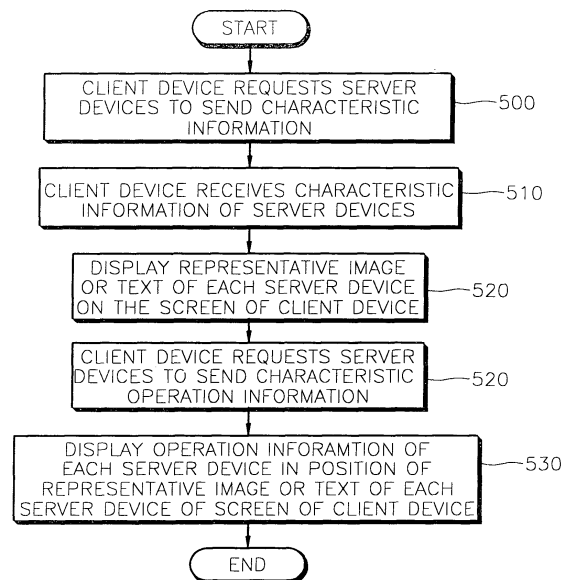 START
CLIENT DEVICE REQUESTS SERVER
DEVICES TO SEND CHARACTERISTIC
INFORMATION
500
CLIENT DEVICE RECEIVES CHARACTERISTIC
INFORMATION OF SERVER DEVICES
510
DISPLAY REPRESENTATIVE IMAGE
OR TEXT OF EACH SERVER DEVICE
ON THE SCREEN OF CLIENT DEVICE
520
CLIENT DEVICE REQUESTS SERVER
DEVICES TO SEND CHARACTERISTIC
OPERATION INFORMATION
520
DISPLAY OPERATION INFORAMTION OF
EACH SERVER DEVICE IN POSITION OF
REPRESENTATIVE IMAGE OR TEXT OF EACH
SERVER DEVICE OF SCREEN OF CLIENT DEVICE
530
END